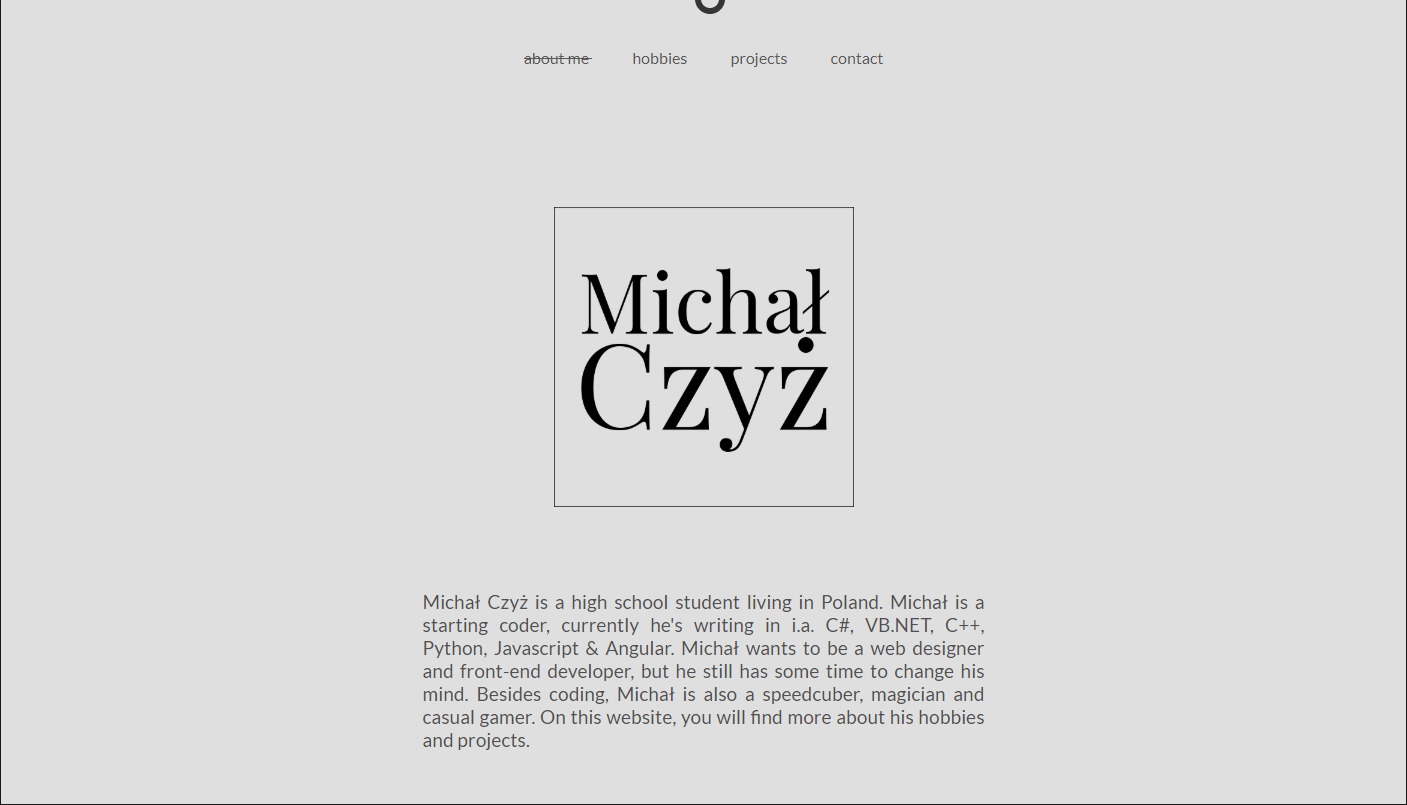 about me hobbies projects contact
Michał
Czyż
Michał Czyż is a high school student living in Poland. Michał is a
starting coder, currently he's writing in i.a. C#, VB.NET, C++,
Python, Javascript & Angular. Michał wants to be a web designer
and front-end developer, but he still has some time to change his
mind. Besides coding, Michał is also a speedcuber, magician and
casual gamer. On this website, you will find more about his hobbies
and projects.